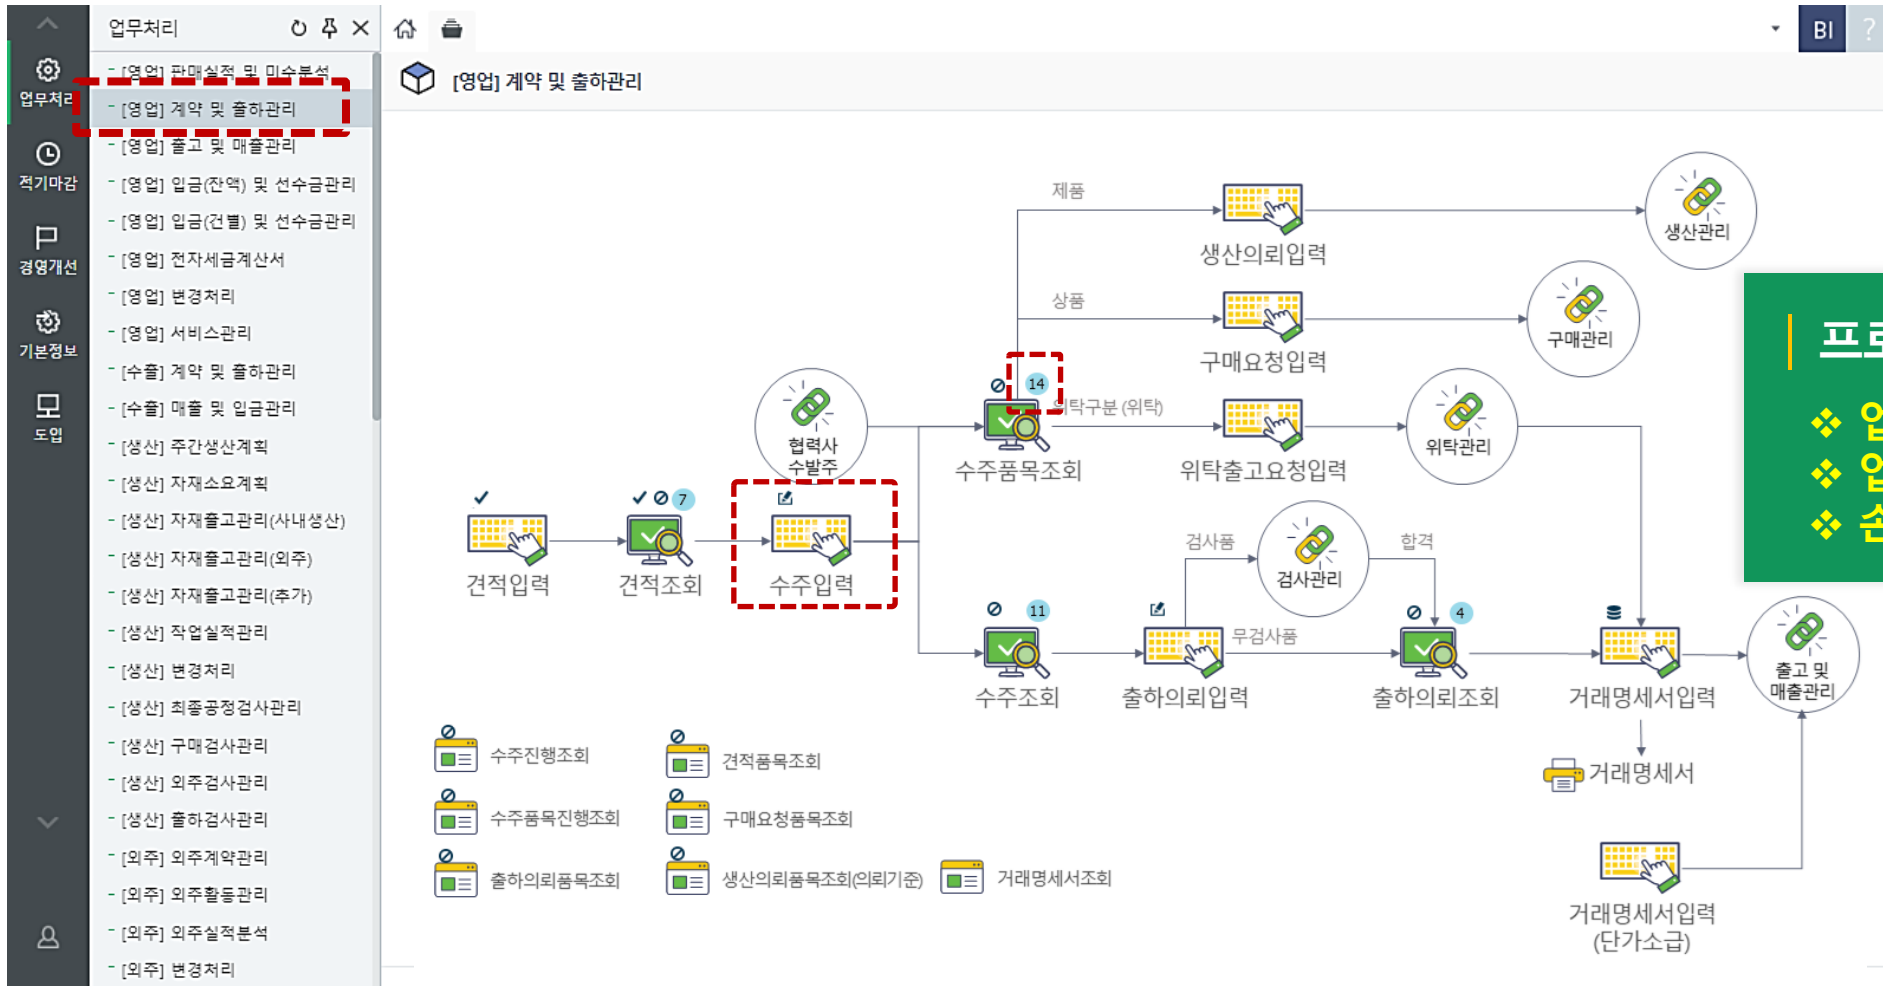 업무처리
BI
?
업무처리
적기마감
경영개선
기본정보
도입
[영업] 판매실적 및 미수분석
[영업] 계약 및 출하관리
[영업] 출고 및 매출관리
[영업] 입금(잔액) 및 선수금관리
[영업] 입금(건별) 및 선수금관리
[영업] 전자세금계산서
[영업] 변경처리
[영업] 서비스관리
[수출] 계약 및 출하관리
[수출] 매출 및 입금관리
[생산] 주간생산계획
[생산] 자재소요계획
[생산] 자재출고관리(사내생산)
[생산] 자재출고관리(외주)
[생산] 자재출고관리(추가)
[생산] 작업실적관리
[생산] 변경처리
[생산] 최종공정검사관리
[생산] 구매검사관리
[생산] 외주검사관리
[생산] 출하검사관리
[외주] 외주계약관리
[외주] 외주활동관리
[외주] 외주실적분석
[외주] 변경처리
[영업] 계약 및 출하관리
제품
생산의뢰입력
생산관리
상품
구매요청입력
구매관리
14
위탁구분(위탁)
협력사
수발주
수주품목조회
위탁출고요청입력
위탁관리
7
견적입력
견적조회
수주입력
검사품
검사관리
합격
11
무검사품
4
수주조회
출하의뢰입력
출하의뢰조회
거래명세서입력
출고 및
매출관리
거래명세서
거래명세서입력
(단가소급)
수주진행조회
견적품목조회
수주품목진행조회
구매요청품목조회
출하의뢰품목조회
생산의뢰품목조회(의뢰기준)
거래명세서조회